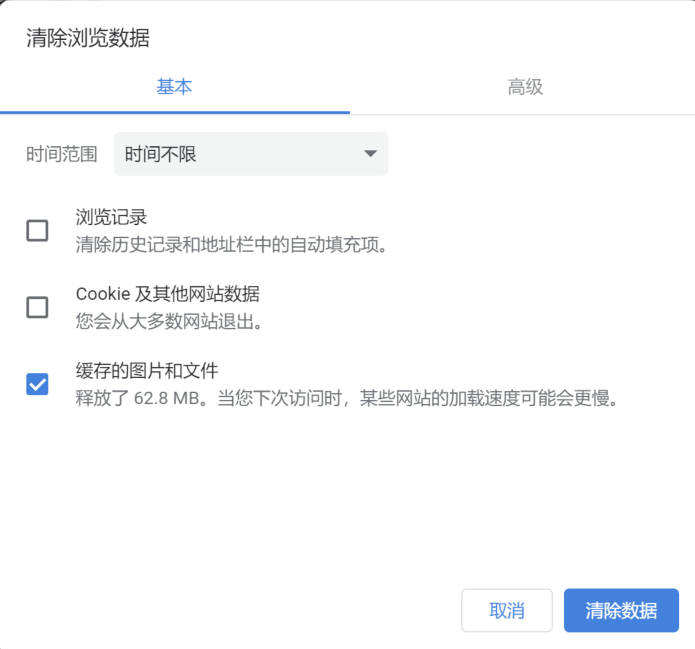 清除浏览数据
基本
高级
时间范围
时间不限
浏览记录
清除历史记录和地址栏中的自动填充项。
Cookie 及其他网站数据
您会从大多数网站退出。
缓存的图片和文件
释放了 62.8 MB。当您下次访问时，某些网站的加载速度可能会更慢。
取消
清除数据